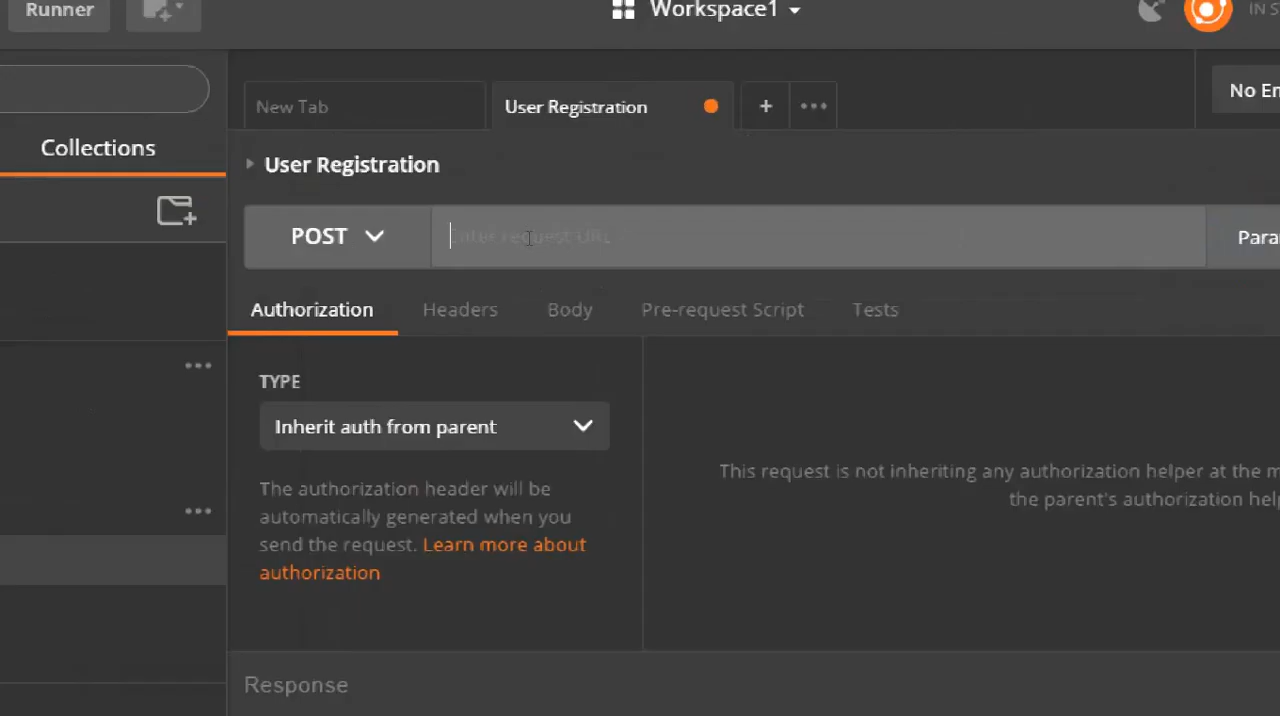 Runner
Workspace1
IN S
New Tab
User Registration
No En
Collections
User Registration
POST
Enter request URL
Para
Authorization
Headers
Body
Pre-request Script
Tests
TYPE
Inherit auth from parent
The authorization header will be
automatically generated when you
send the request. Learn more about
authorization
This request is not inheriting any authorization helper at the m
the parent's authorization help
Response